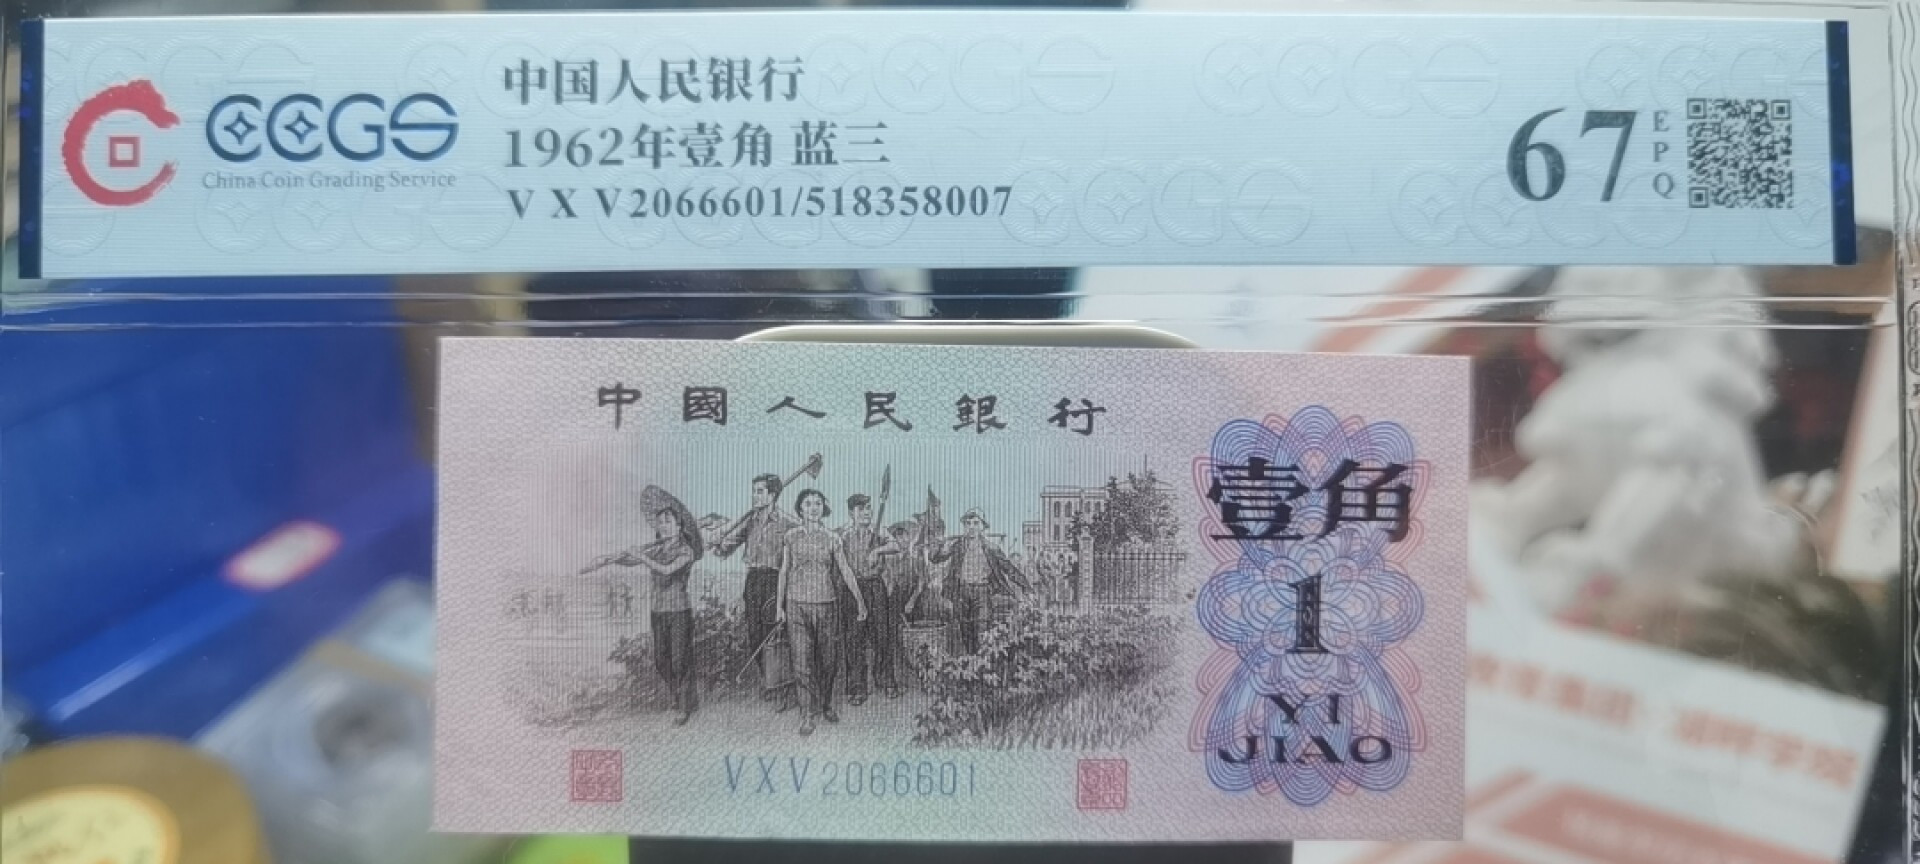 CCGS
China Coin Grading Service
中国人民银行
1962年壹角 蓝三
V X V2066601/518358007
67
EPQ
中國人民銀行
壹角
1
YI
JIAO
VXV2066601